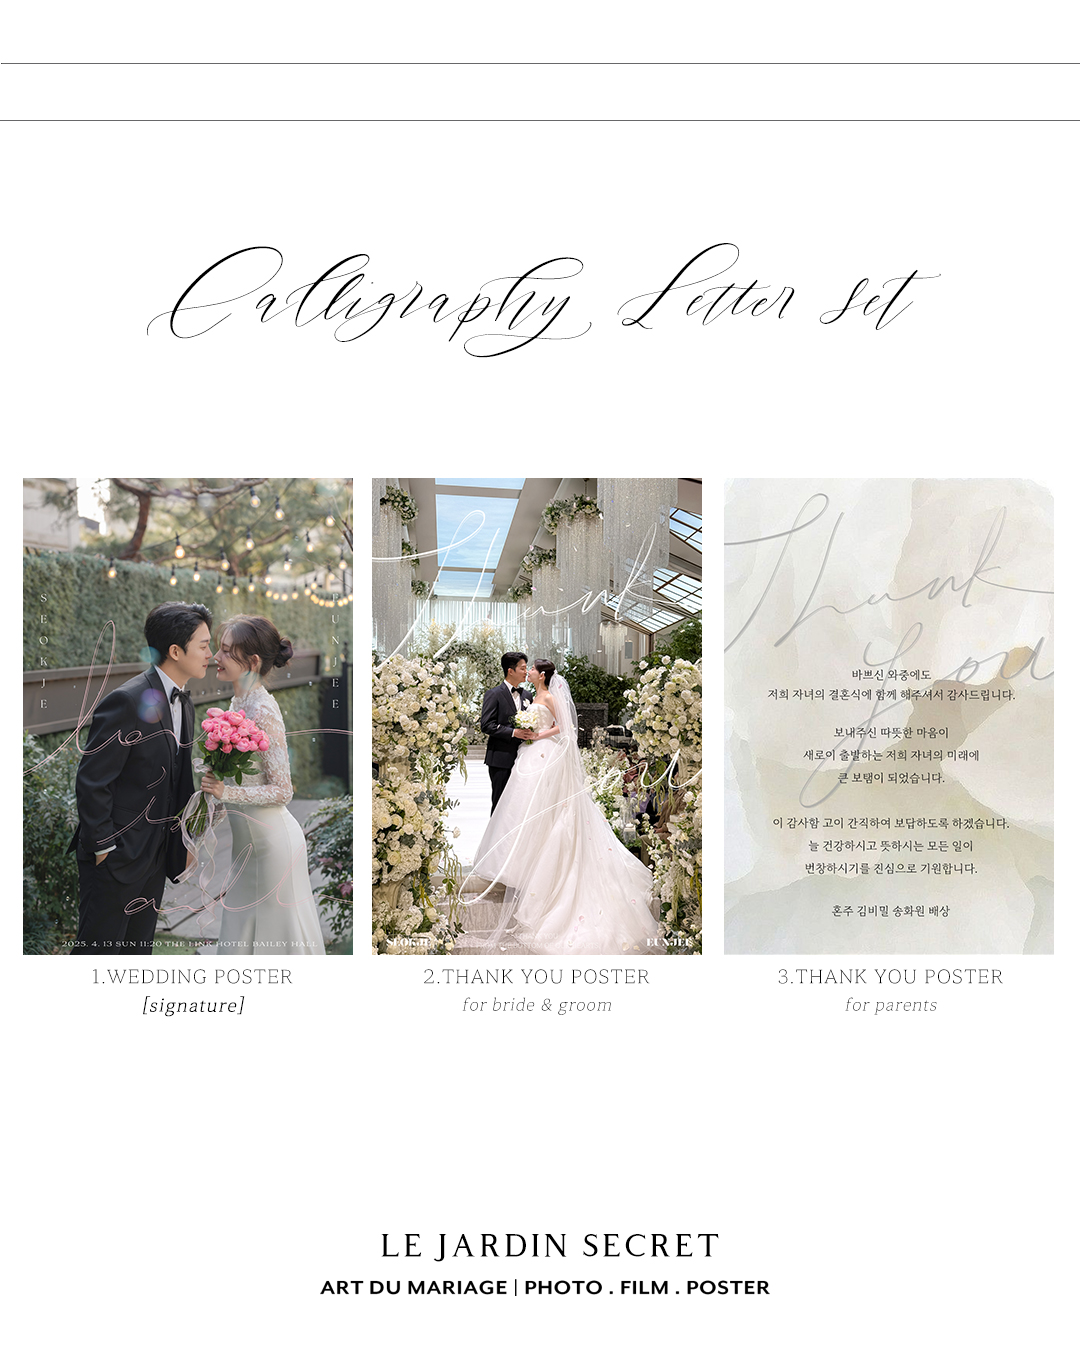 Calligraphy Letter set
SEOKJE
EUNJEE
love
is
all
2025. 4. 13 SUN 11:20 THE LINK HOTEL BAILEY HALL
Thank
you
SEOKJE
EUNJEE
Thank
you
바쁘신 와중에도
저희 자녀의 결혼식에 함께 해주셔서 감사드립니다.
보내주신 따뜻한 마음이
새로이 출발하는 저희 자녀의 미래에
큰 보탬이 되었습니다.
이 감사함 고이 간직하여 보답하도록 하겠습니다.
늘 건강하시고 뜻하시는 모든 일이
번창하시기를 진심으로 기원합니다.
혼주 김비밀 송화원 배상
1.WEDDING POSTER
[signature]
2.THANK YOU POSTER
for bride & groom
3.THANK YOU POSTER
for parents
LE JARDIN SECRET
ART DU MARIAGE | PHOTO . FILM . POSTER